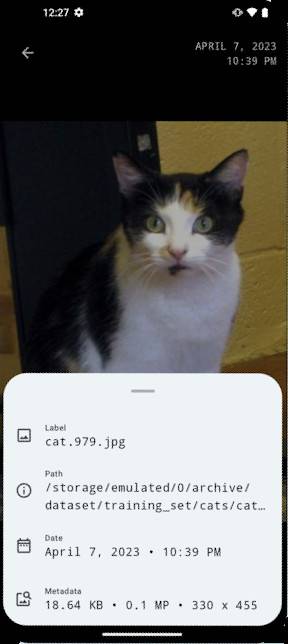 12:27
APRIL 7, 2023
10:39 PM
Label
cat.979.jpg
Path
/storage/emulated/0/archive/
dataset/training_set/cats/cat…
Date
April 7, 2023 • 10:39 PM
Metadata
18.64 KB • 0.1 MP • 330 x 455